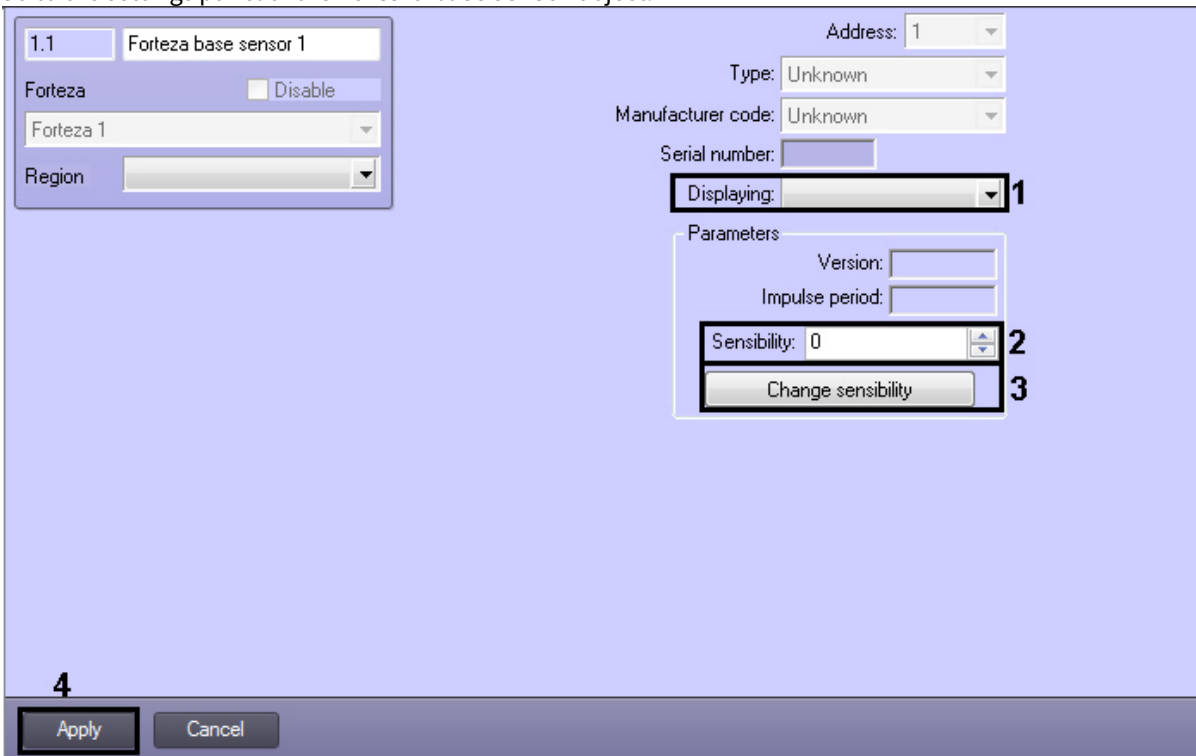 1.1 Forteza base sensor 1
Forteza Disable
Forteza 1
Region
Address: 1
Type: Unknown
Manufacturer code: Unknown
Serial number:
Displaying: 1
Parameters
Version:
Impulse period:
Sensibility: 0 2
Change sensibility 3
4
Apply Cancel